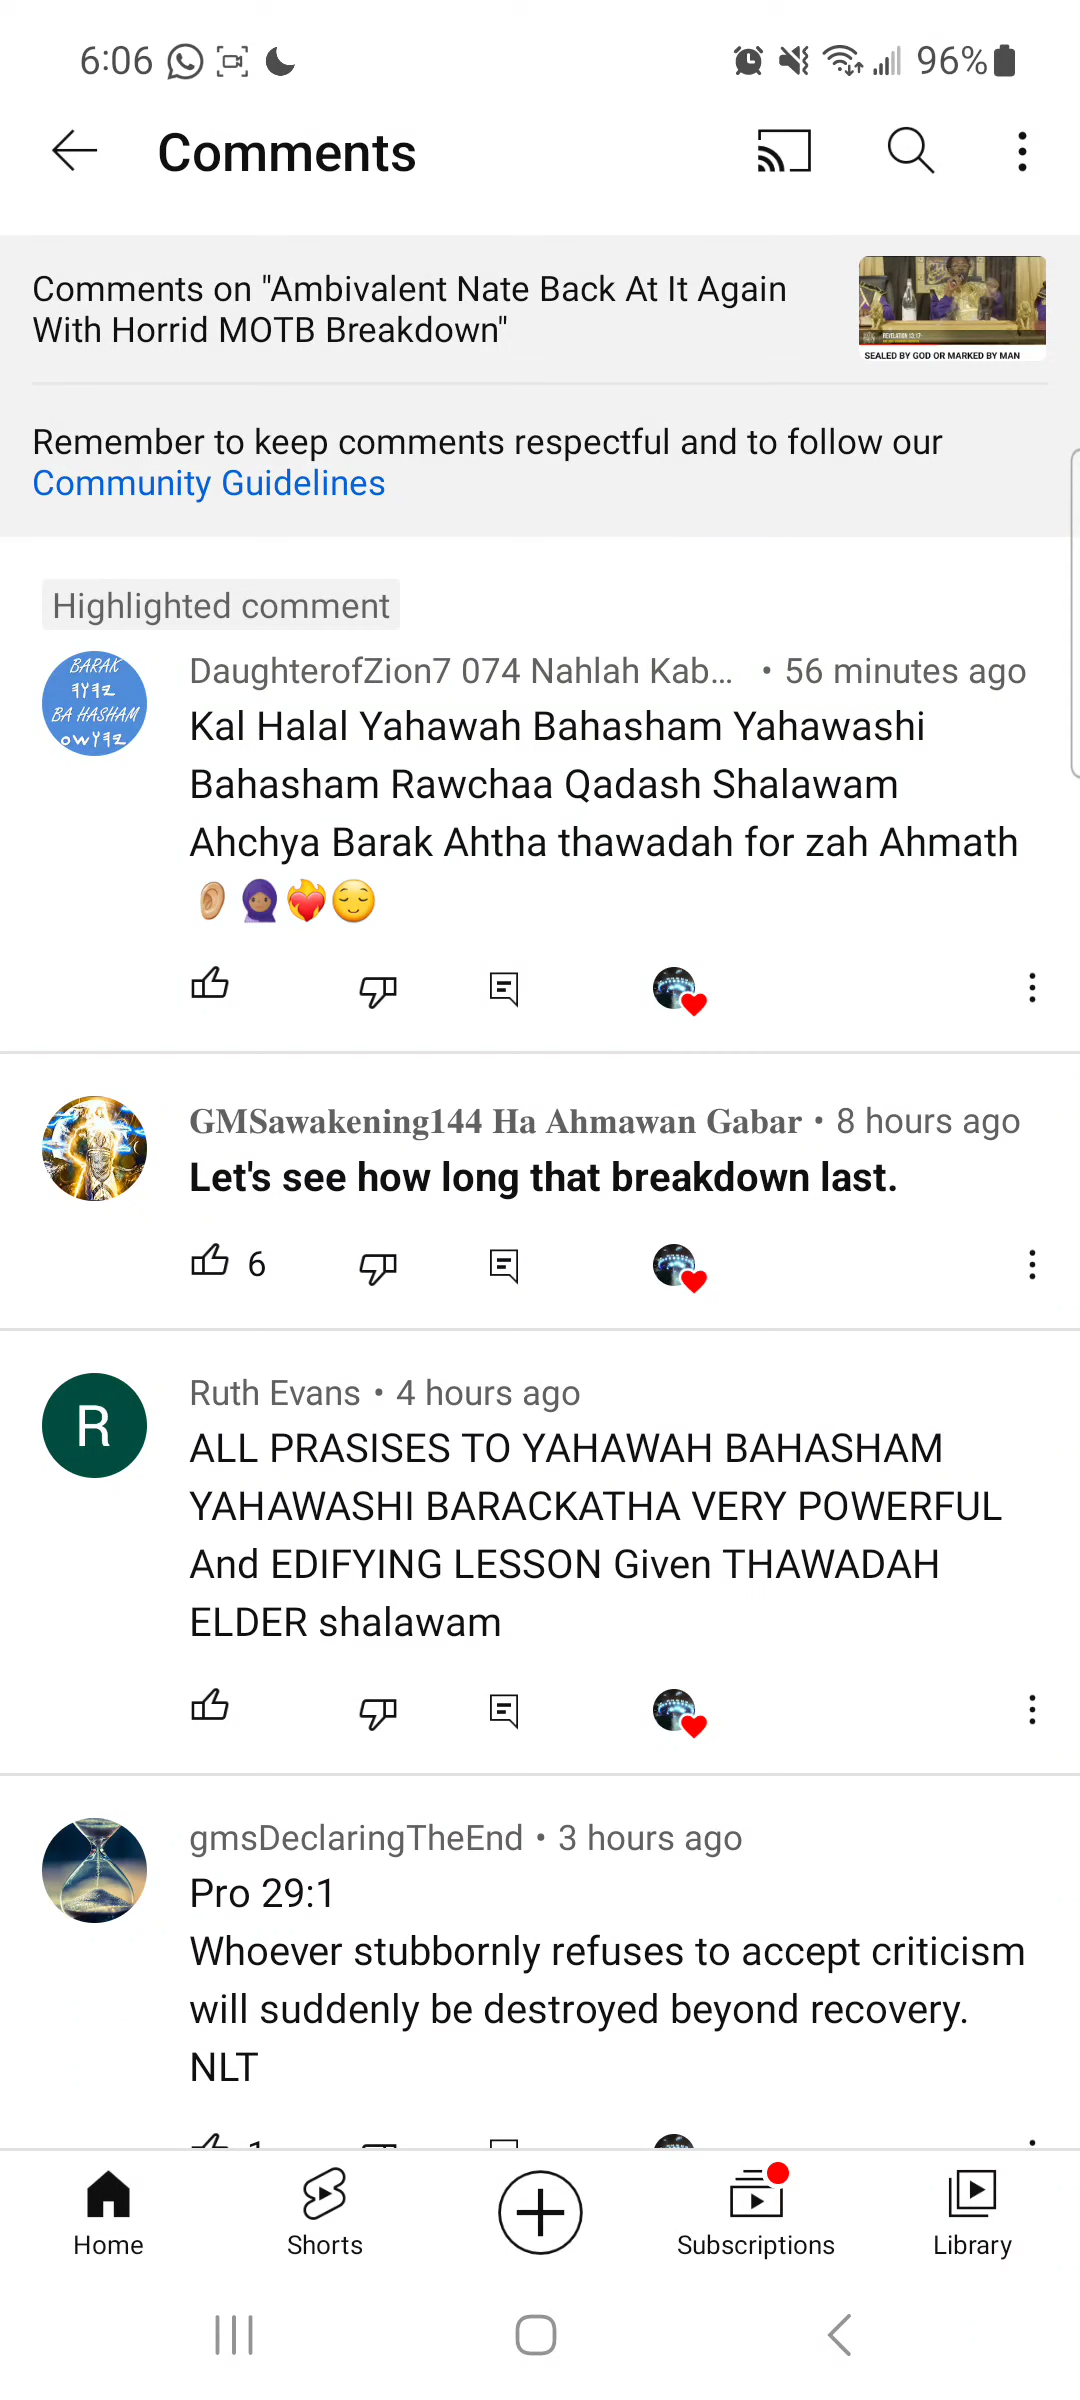 6:06 96%
Comments
Comments on "Ambivalent Nate Back At It Again
With Horrid MOTB Breakdown"
REVELATION 13:17
SEALED BY GOD OR MARKED BY MAN
Remember to keep comments respectful and to follow our
Community Guidelines
Highlighted comment
BARAK
𐤉𐤄𐤅𐤄
BA HASHAM
𐤉𐤄𐤅𐤔𐤏
DaughterofZion7 074 Nahlah Kab... • 56 minutes ago
Kal Halal Yahawah Bahasham Yahawashi
Bahasham Rawchaa Qadash Shalawam
Ahchya Barak Ahtha thawadah for zah Ahmath
👂🏼🧕🏽❤️‍🔥😌
GMSawakening144 Ha Ahmawan Gabar • 8 hours ago
Let's see how long that breakdown last.
6
R
Ruth Evans • 4 hours ago
ALL PRASISES TO YAHAWAH BAHASHAM
YAHAWASHI BARACKATHA VERY POWERFUL
And EDIFYING LESSON Given THAWADAH
ELDER shalawam
gmsDeclaringTheEnd • 3 hours ago
Pro 29:1
Whoever stubbornly refuses to accept criticism
will suddenly be destroyed beyond recovery.
NLT
1
Home Shorts Subscriptions Library